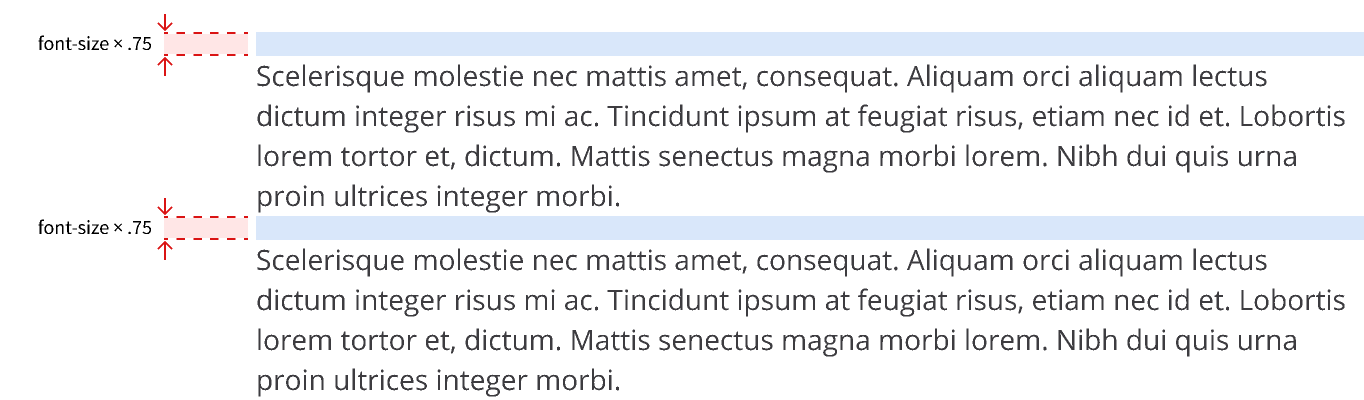 font-size × .75
Scelerisque molestie nec mattis amet, consequat. Aliquam orci aliquam lectus
dictum integer risus mi ac. Tincidunt ipsum at feugiat risus, etiam nec id et. Lobortis
lorem tortor et, dictum. Mattis senectus magna morbi lorem. Nibh dui quis urna
proin ultrices integer morbi.
font-size × .75
Scelerisque molestie nec mattis amet, consequat. Aliquam orci aliquam lectus
dictum integer risus mi ac. Tincidunt ipsum at feugiat risus, etiam nec id et. Lobortis
lorem tortor et, dictum. Mattis senectus magna morbi lorem. Nibh dui quis urna
proin ultrices integer morbi.